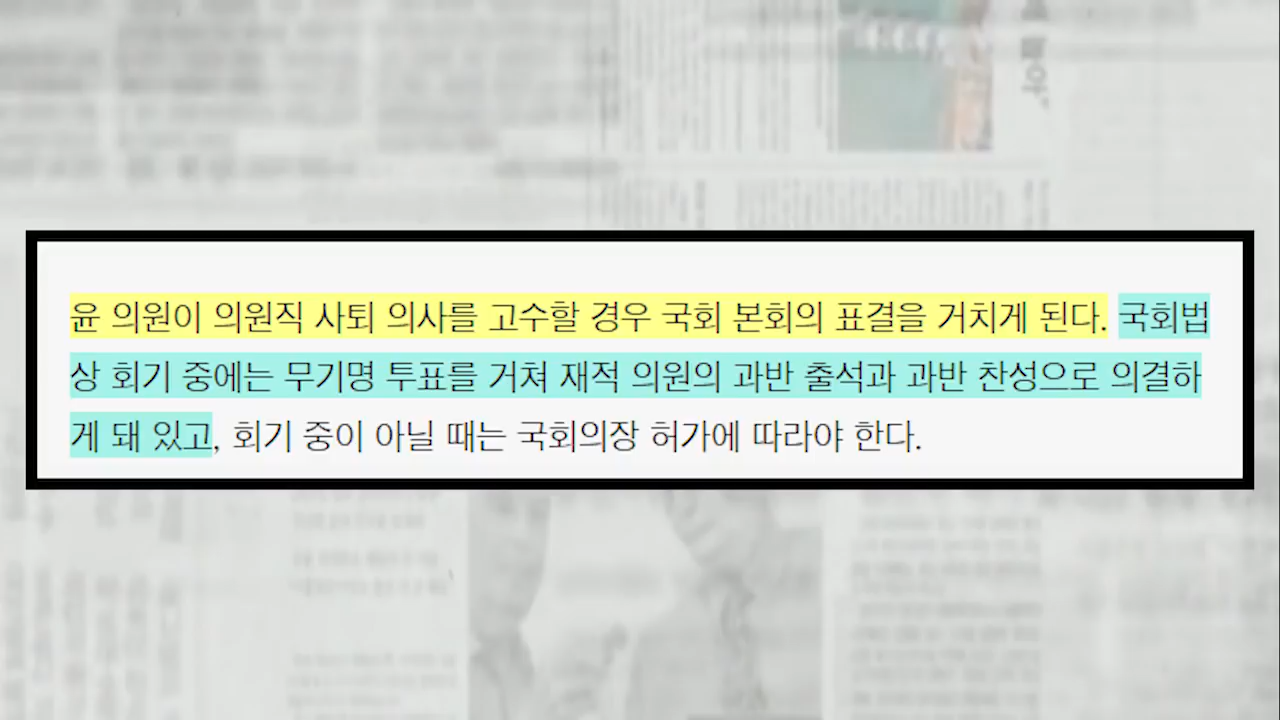 윤 의원이 의원직 사퇴 의사를 고수할 경우 국회 본회의 표결을 거치게 된다. 국회법
상 회기 중에는 무기명 투표를 거쳐 재적 의원의 과반 출석과 과반 찬성으로 의결하
게 돼 있고, 회기 중이 아닐 때는 국회의장 허가에 따라야 한다.